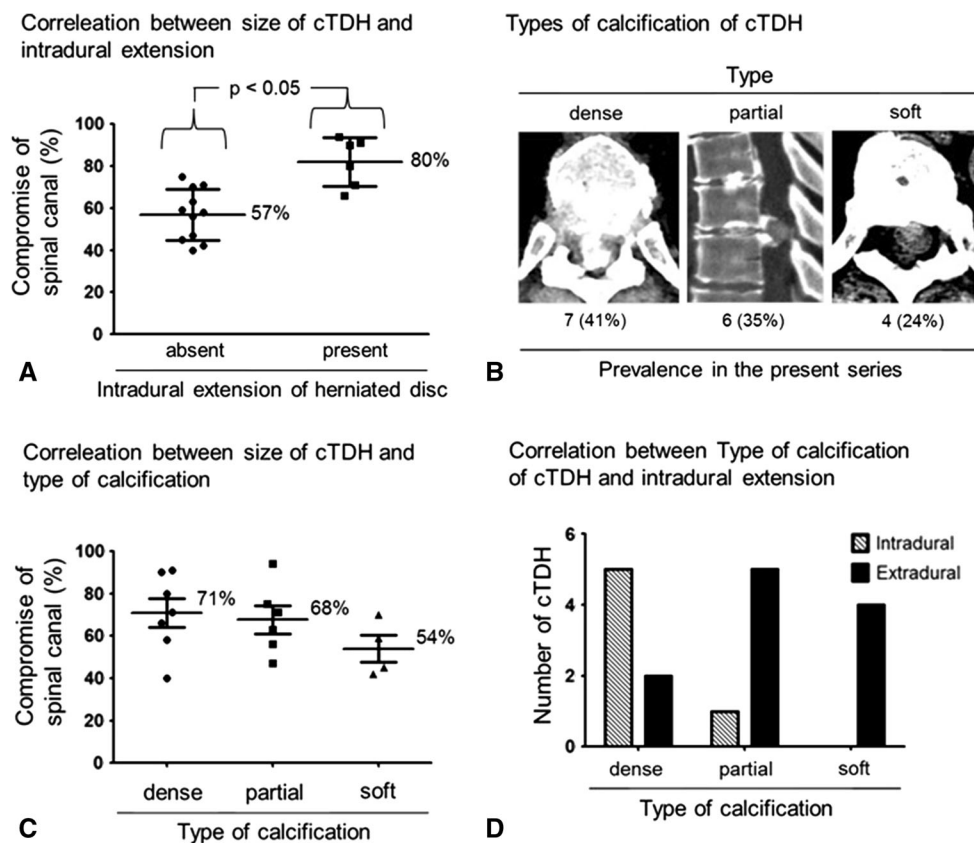 Correleation between size of cTDH and
intradural extension
p < 0.05
100
80
60
40
20
0
Compromise of
spinal canal (%)
57%
80%
absent
present
Intradural extension of herniated disc
A
Types of calcification of cTDH
Type
dense
partial
soft
7 (41%)
6 (35%)
4 (24%)
Prevalence in the present series
B
Correleation between size of cTDH and
type of calcification
100
80
60
40
20
0
Compromise of
spinal canal (%)
71%
68%
54%
dense
partial
soft
Type of calcification
C
Correlation between Type of calcification
of cTDH and intradural extension
6
4
2
0
Number of cTDH
Intradural
Extradural
dense
partial
soft
Type of calcification
D